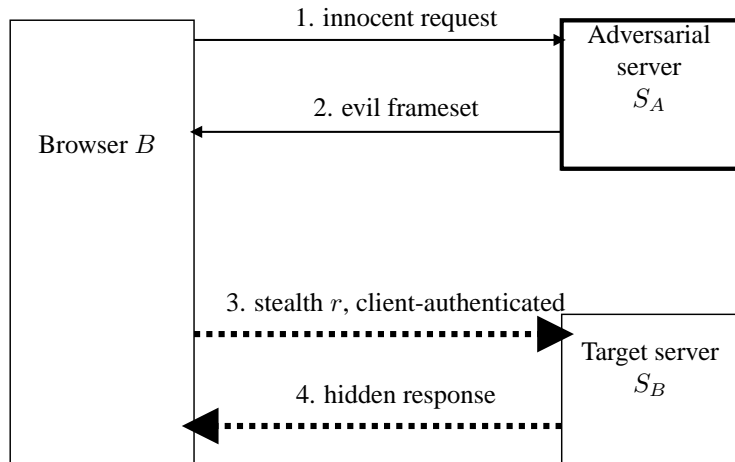 1. innocent request
Adversarial
server
S_A
2. evil frameset
Browser B
3. stealth r, client-authenticated
Target server
S_B
4. hidden response